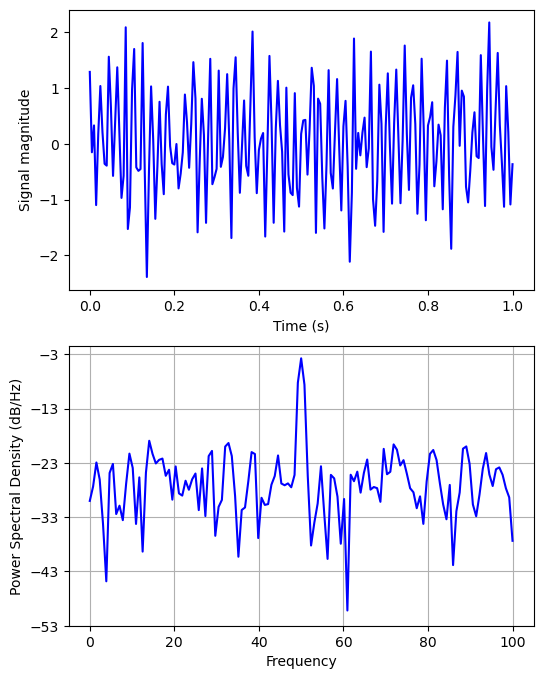 2
1
0
−1
−2
Signal magnitude
0.0 0.2 0.4 0.6 0.8 1.0
Time (s)
−3
−13
−23
−33
−43
−53
Power Spectral Density (dB/Hz)
0 20 40 60 80 100
Frequency